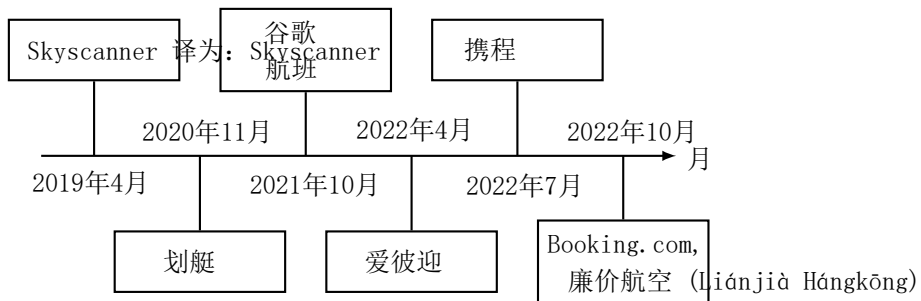 Skyscanner 译为：Skyscanner
谷歌
航班
携程
2020年11月
2022年4月
2022年10月
月
2019年4月
2021年10月
2022年7月
划艇
爱彼迎
Booking.com,
廉价航空 (Liánjià Hángkōng)